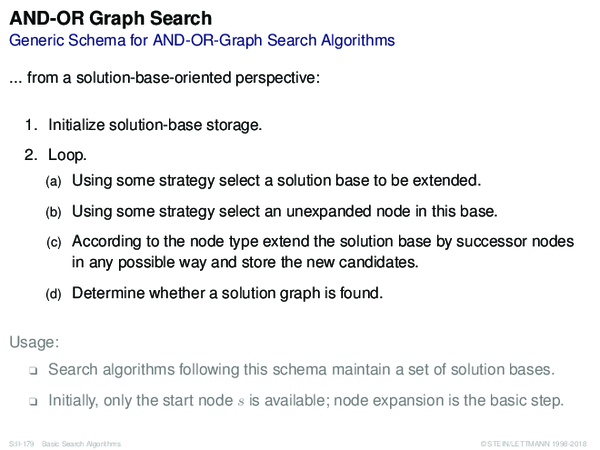 AND-OR Graph Search
Generic Schema for AND-OR-Graph Search Algorithms
... from a solution-base-oriented perspective:
1. Initialize solution-base storage.
2. Loop.
(a) Using some strategy select a solution base to be extended.
(b) Using some strategy select an unexpanded node in this base.
(c) According to the node type extend the solution base by successor nodes
in any possible way and store the new candidates.
(d) Determine whether a solution graph is found.
Usage:
❑ Search algorithms following this schema maintain a set of solution bases.
❑ Initially, only the start node s is available; node expansion is the basic step.
S:II-179 Basic Search Algorithms
© STEIN/LETTMANN 1998-2018